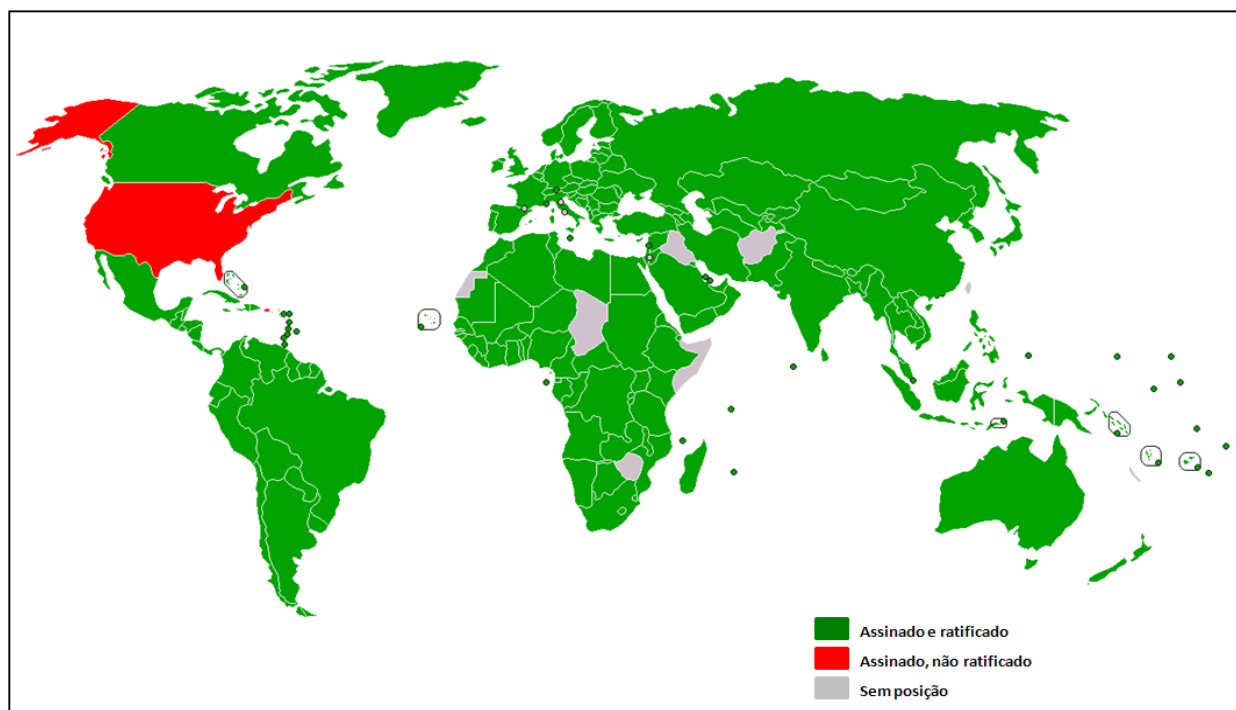 Assinado e ratificado
Assinado, não ratificado
Sem posição